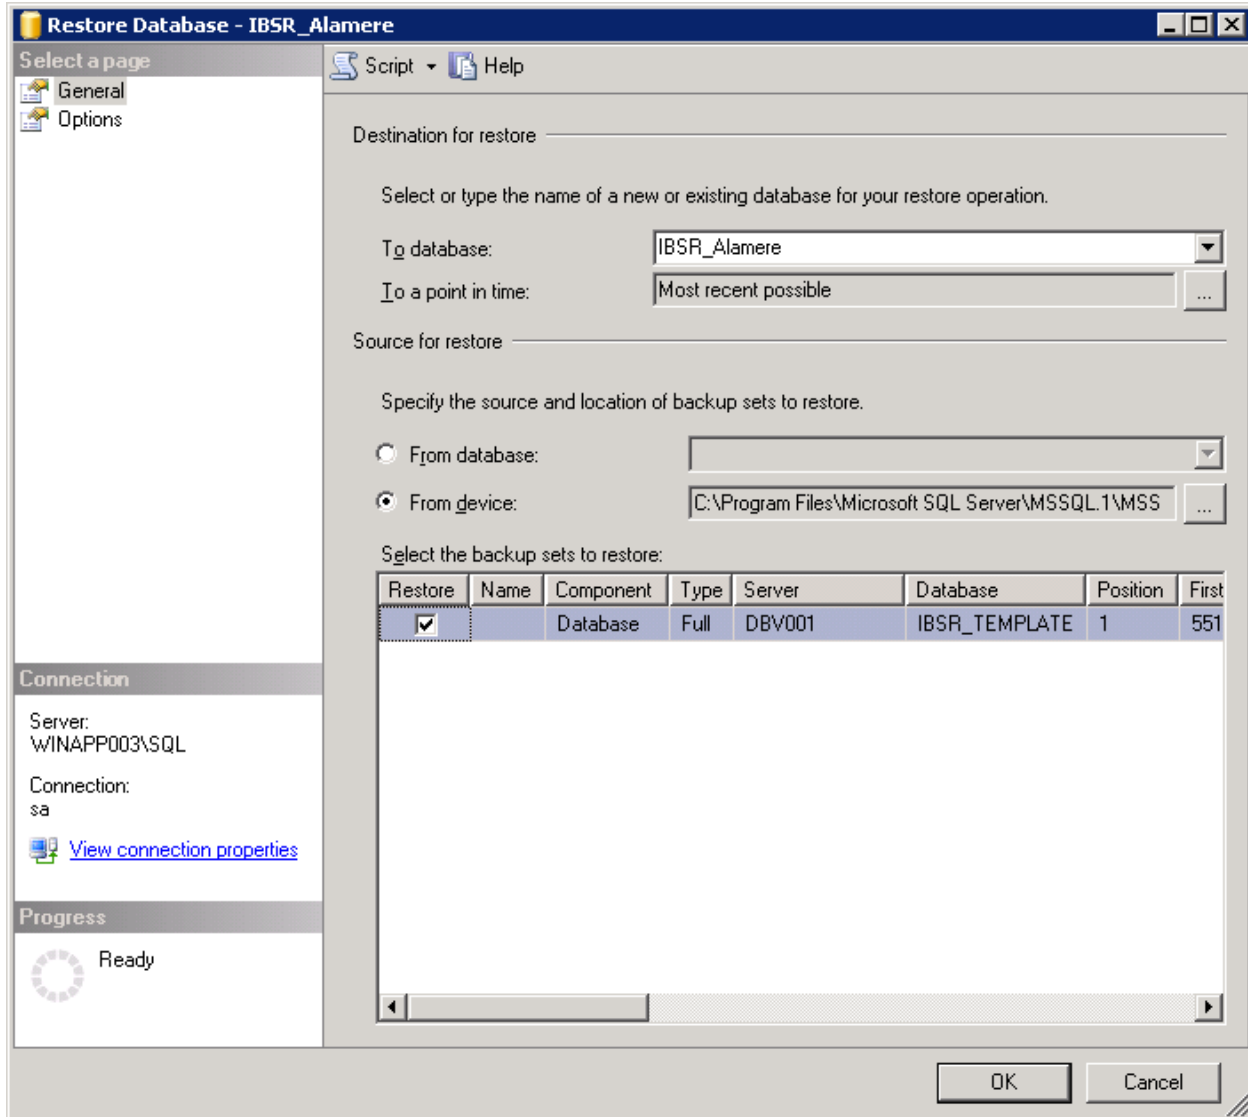 Restore Database - IBSR_Alamere
Select a page
General
Options
Script Help
Destination for restore
Select or type the name of a new or existing database for your restore operation.
To database: IBSR_Alamere
To a point in time: Most recent possible ...
Source for restore
Specify the source and location of backup sets to restore.
From database:
From device: C:\Program Files\Microsoft SQL Server\MSSQL.1\MSS ...
Select the backup sets to restore:
Restore Name Component Type Server Database Position First
Database Full DBV001 IBSR_TEMPLATE 1 551
Connection
Server:
WINAPP003\SQL
Connection:
sa
View connection properties
Progress
Ready
OK Cancel